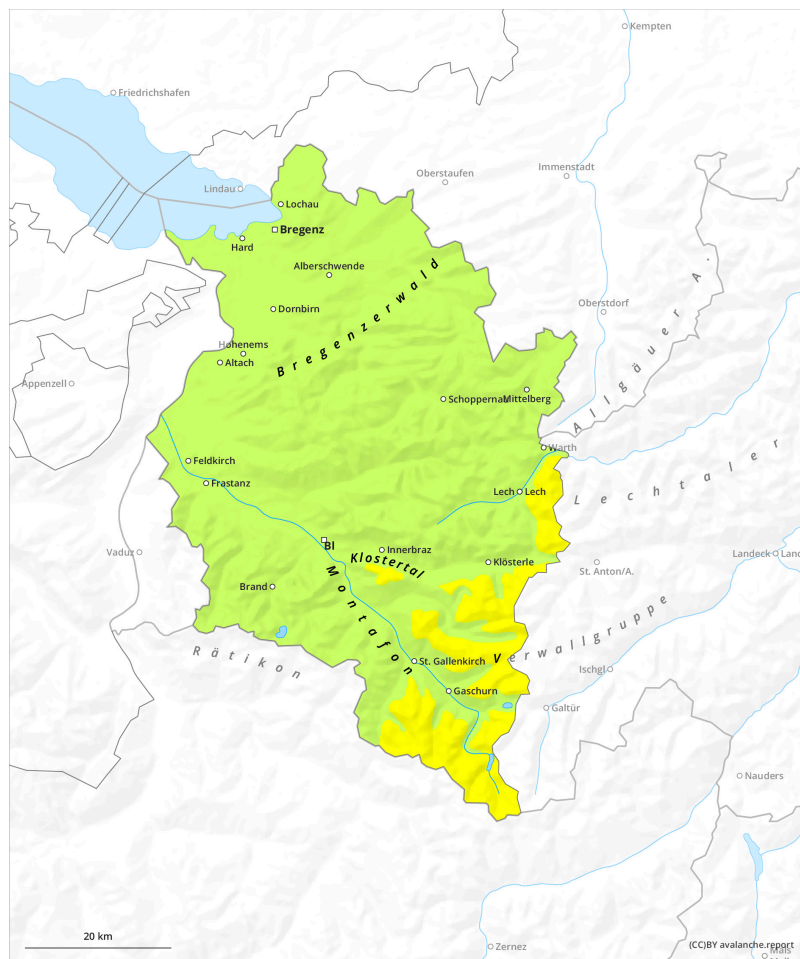 Kempten
Friedrichshafen
Immenstadt
Oberstaufen
Lindau
Lochau
Bregenz
Hard
Alberschwende
Bregenzerwald
Allgäuer A.
Oberstdorf
Dornbirn
Hohenems
Altach
Appenzell
Schoppernau
Mittelberg
Warth
Feldkirch
Frastanz
Lech
Lech
Lechtaler
Bl
Klostertal
Innerbraz
Vaduz
Klösterle
St. Anton/A.
Landeck
Land
Brand
Montafon
Rätikon
St. Gallenkirch
Verwallgruppe
Ischgl
Gaschurn
Galtür
Nauders
20 km
Zernez
(CC)BY avalanche.report
Mals